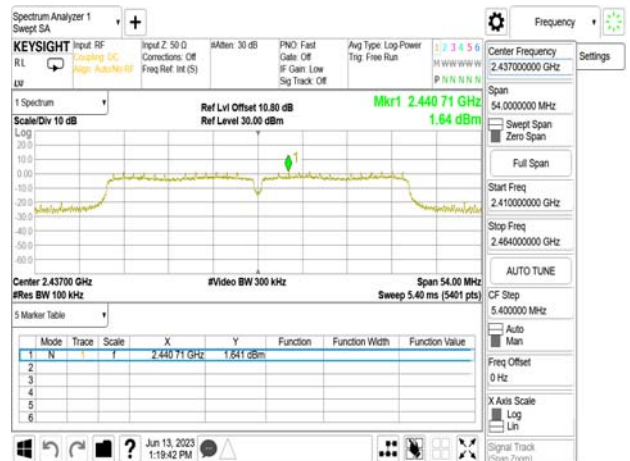 Spectrum Analyzer 1
Swept SA
+
Frequency
KEYSIGHT
Input: RF
Coupling: DC
Align: Auto/No RF
Input Z: 50 Ω
Corrections: Off
Freq Ref: Int (S)
#Atten: 30 dB
PNO: Fast
Gate: Off
IF Gain: Low
Sig Track: Off
Avg Type: Log-Power
Trig: Free Run
1 2 3 4 5 6
M W W W W W
P N N N N N
RL
Center Frequency
2.437000000 GHz
Settings
Span
54.0000000 MHz
Swept Span
Zero Span
Full Span
Start Freq
2.410000000 GHz
Stop Freq
2.464000000 GHz
AUTO TUNE
CF Step
5.400000 MHz
Auto
Man
Freq Offset
0 Hz
X Axis Scale
Log
Lin
Signal Track
(Span Zoom)
1 Spectrum
Scale/Div 10 dB
Ref Lvl Offset 10.80 dB
Ref Level 30.00 dBm
Mkr1 2.440 71 GHz
1.64 dBm
Log
20.0
10.0
0.00
-10.0
-20.0
-30.0
-40.0
-50.0
-60.0
1
Center 2.43700 GHz
#Res BW 100 kHz
#Video BW 300 kHz
Span 54.00 MHz
Sweep 5.40 ms (5401 pts)
5 Marker Table
Mode Trace Scale X Y Function Function Width Function Value
1 N 1 f 2.440 71 GHz 1.641 dBm
2
3
4
5
6
?
Jun 13, 2023
1:19:42 PM